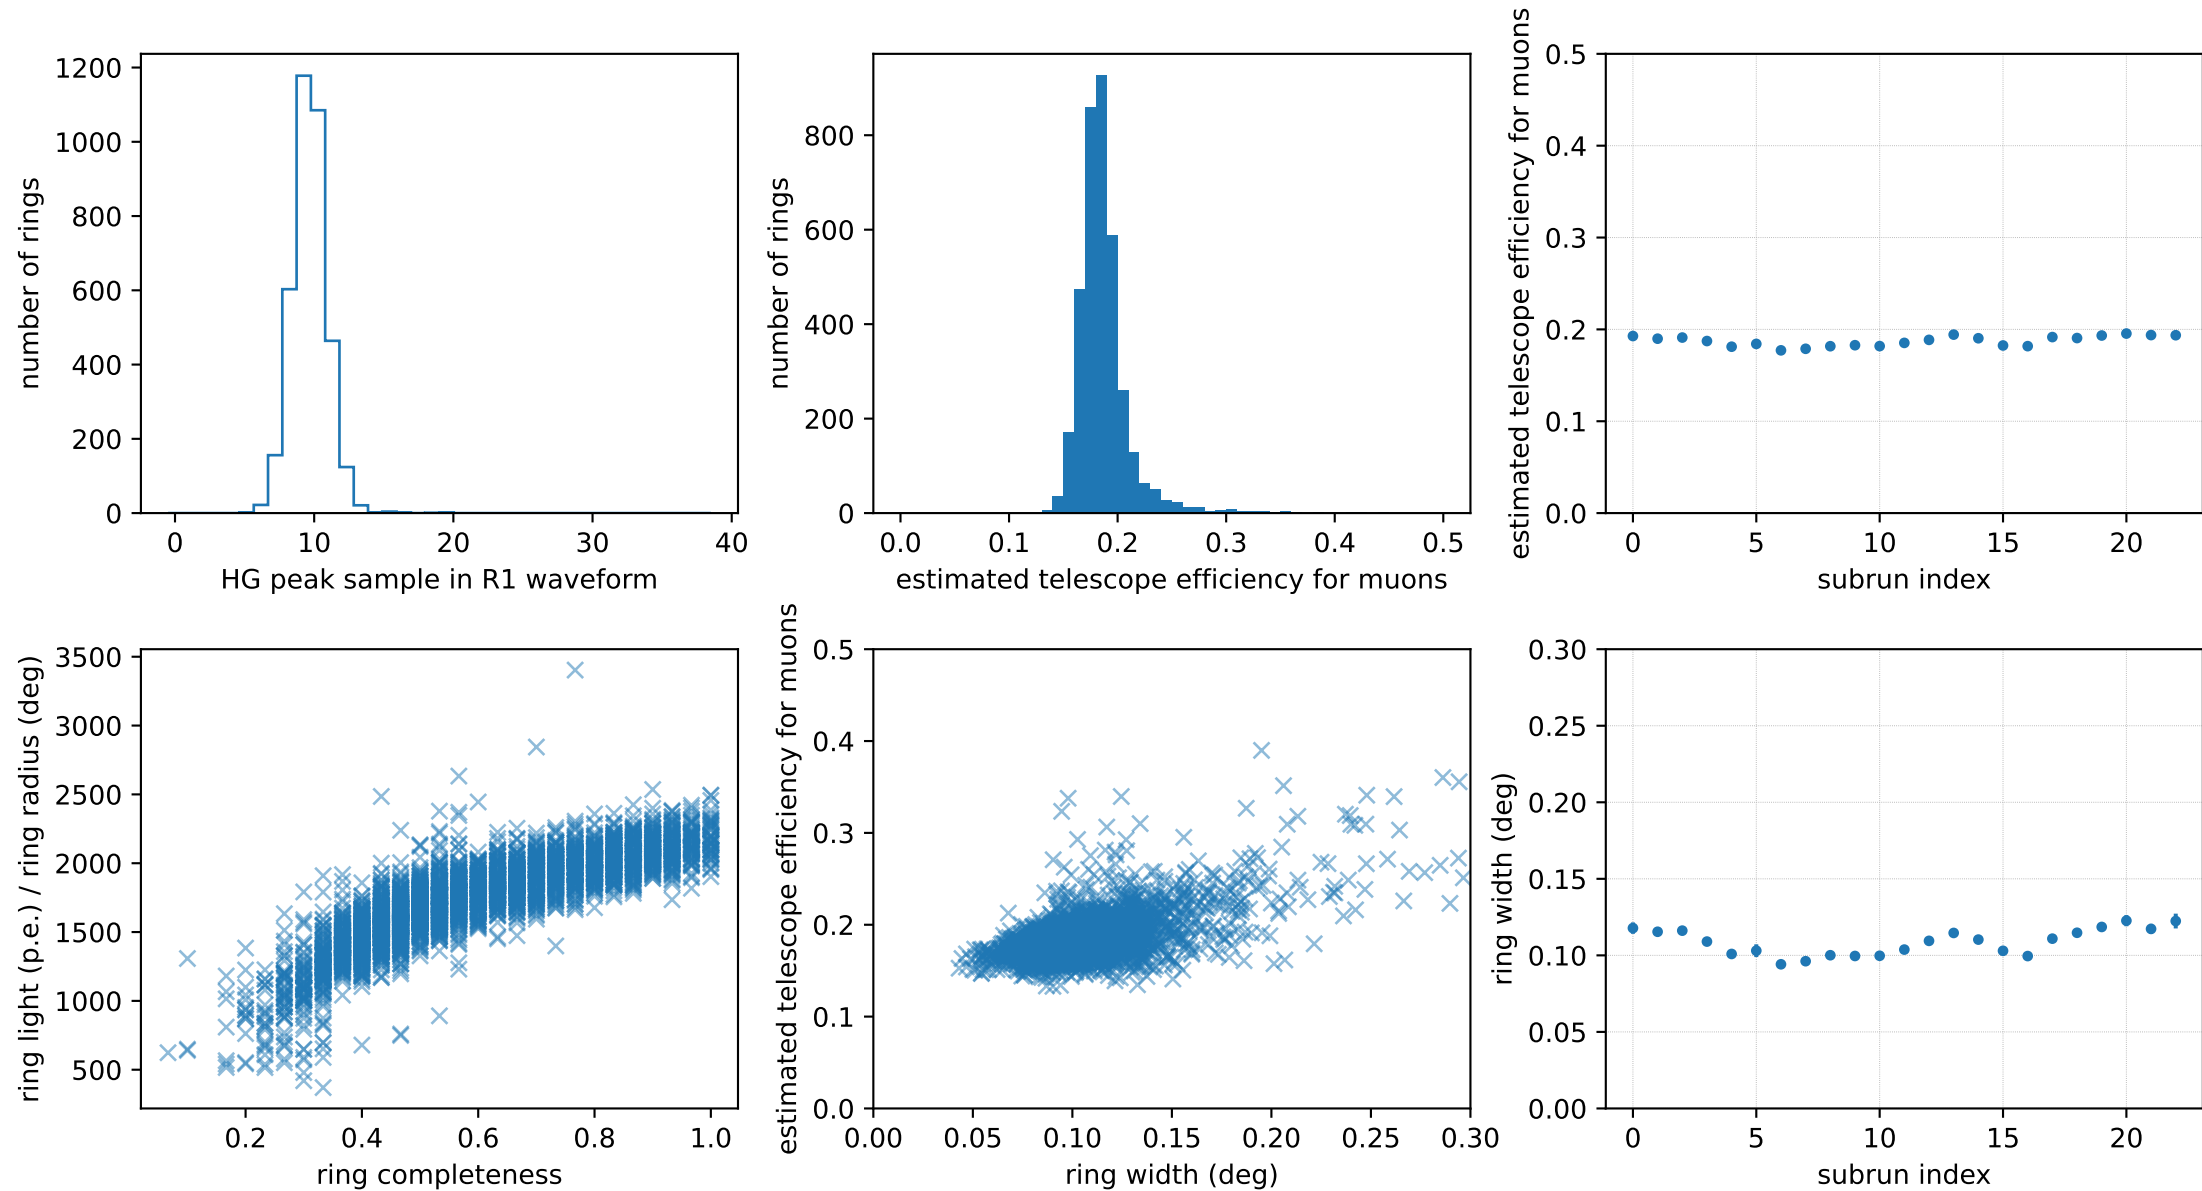 1200
1000
800
600
400
200
0
number of rings
0 10 20 30 40
HG peak sample in R1 waveform
800
600
400
200
0
number of rings
0.0 0.1 0.2 0.3 0.4 0.5
estimated telescope efficiency for muons
0.5
0.4
0.3
0.2
0.1
0.0
estimated telescope efficiency for muons
0 5 10 15 20
subrun index
3500
3000
2500
2000
1500
1000
500
ring light (p.e.) / ring radius (deg)
0.2 0.4 0.6 0.8 1.0
ring completeness
0.5
0.4
0.3
0.2
0.1
0.0
estimated telescope efficiency for muons
0.00 0.05 0.10 0.15 0.20 0.25 0.30
ring width (deg)
0.30
0.25
0.20
0.15
0.10
0.05
0.00
ring width (deg)
0 5 10 15 20
subrun index